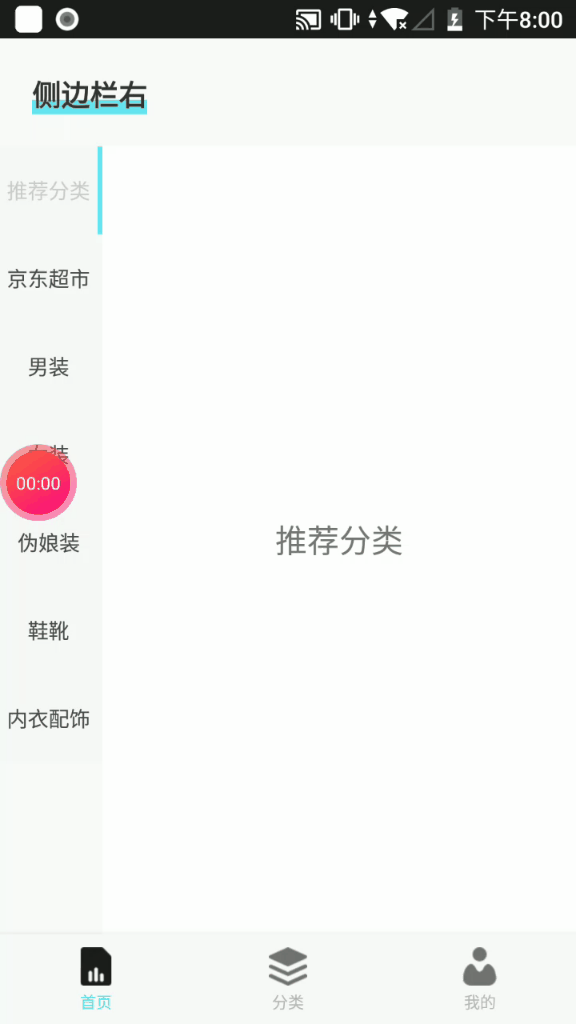 下午8:00
侧边栏右
推荐分类
京东超市
男装
女装
00:00
伪娘装
鞋靴
内衣配饰
推荐分类
首页
分类
我的